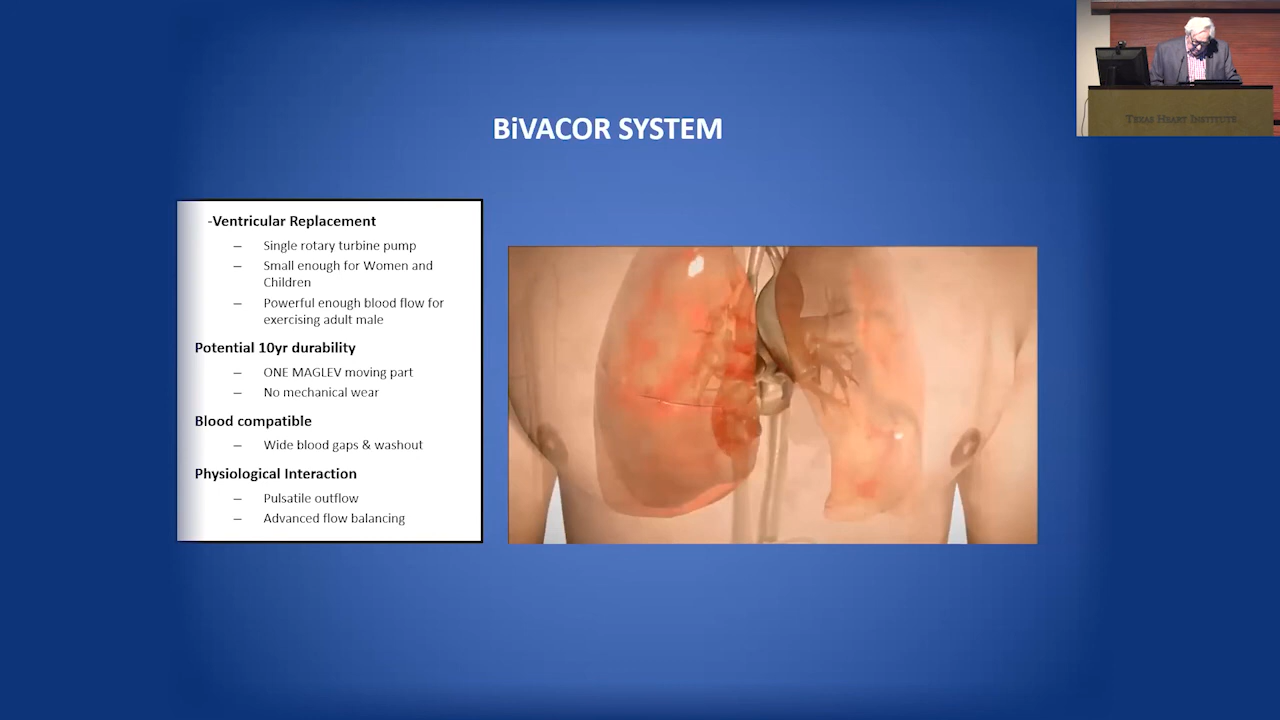 TEXAS HEART INSTITUTE
BiVACOR SYSTEM
-Ventricular Replacement
– Single rotary turbine pump
– Small enough for Women and
Children
– Powerful enough blood flow for
exercising adult male
Potential 10yr durability
– ONE MAGLEV moving part
– No mechanical wear
Blood compatible
– Wide blood gaps & washout
Physiological Interaction
– Pulsatile outflow
– Advanced flow balancing